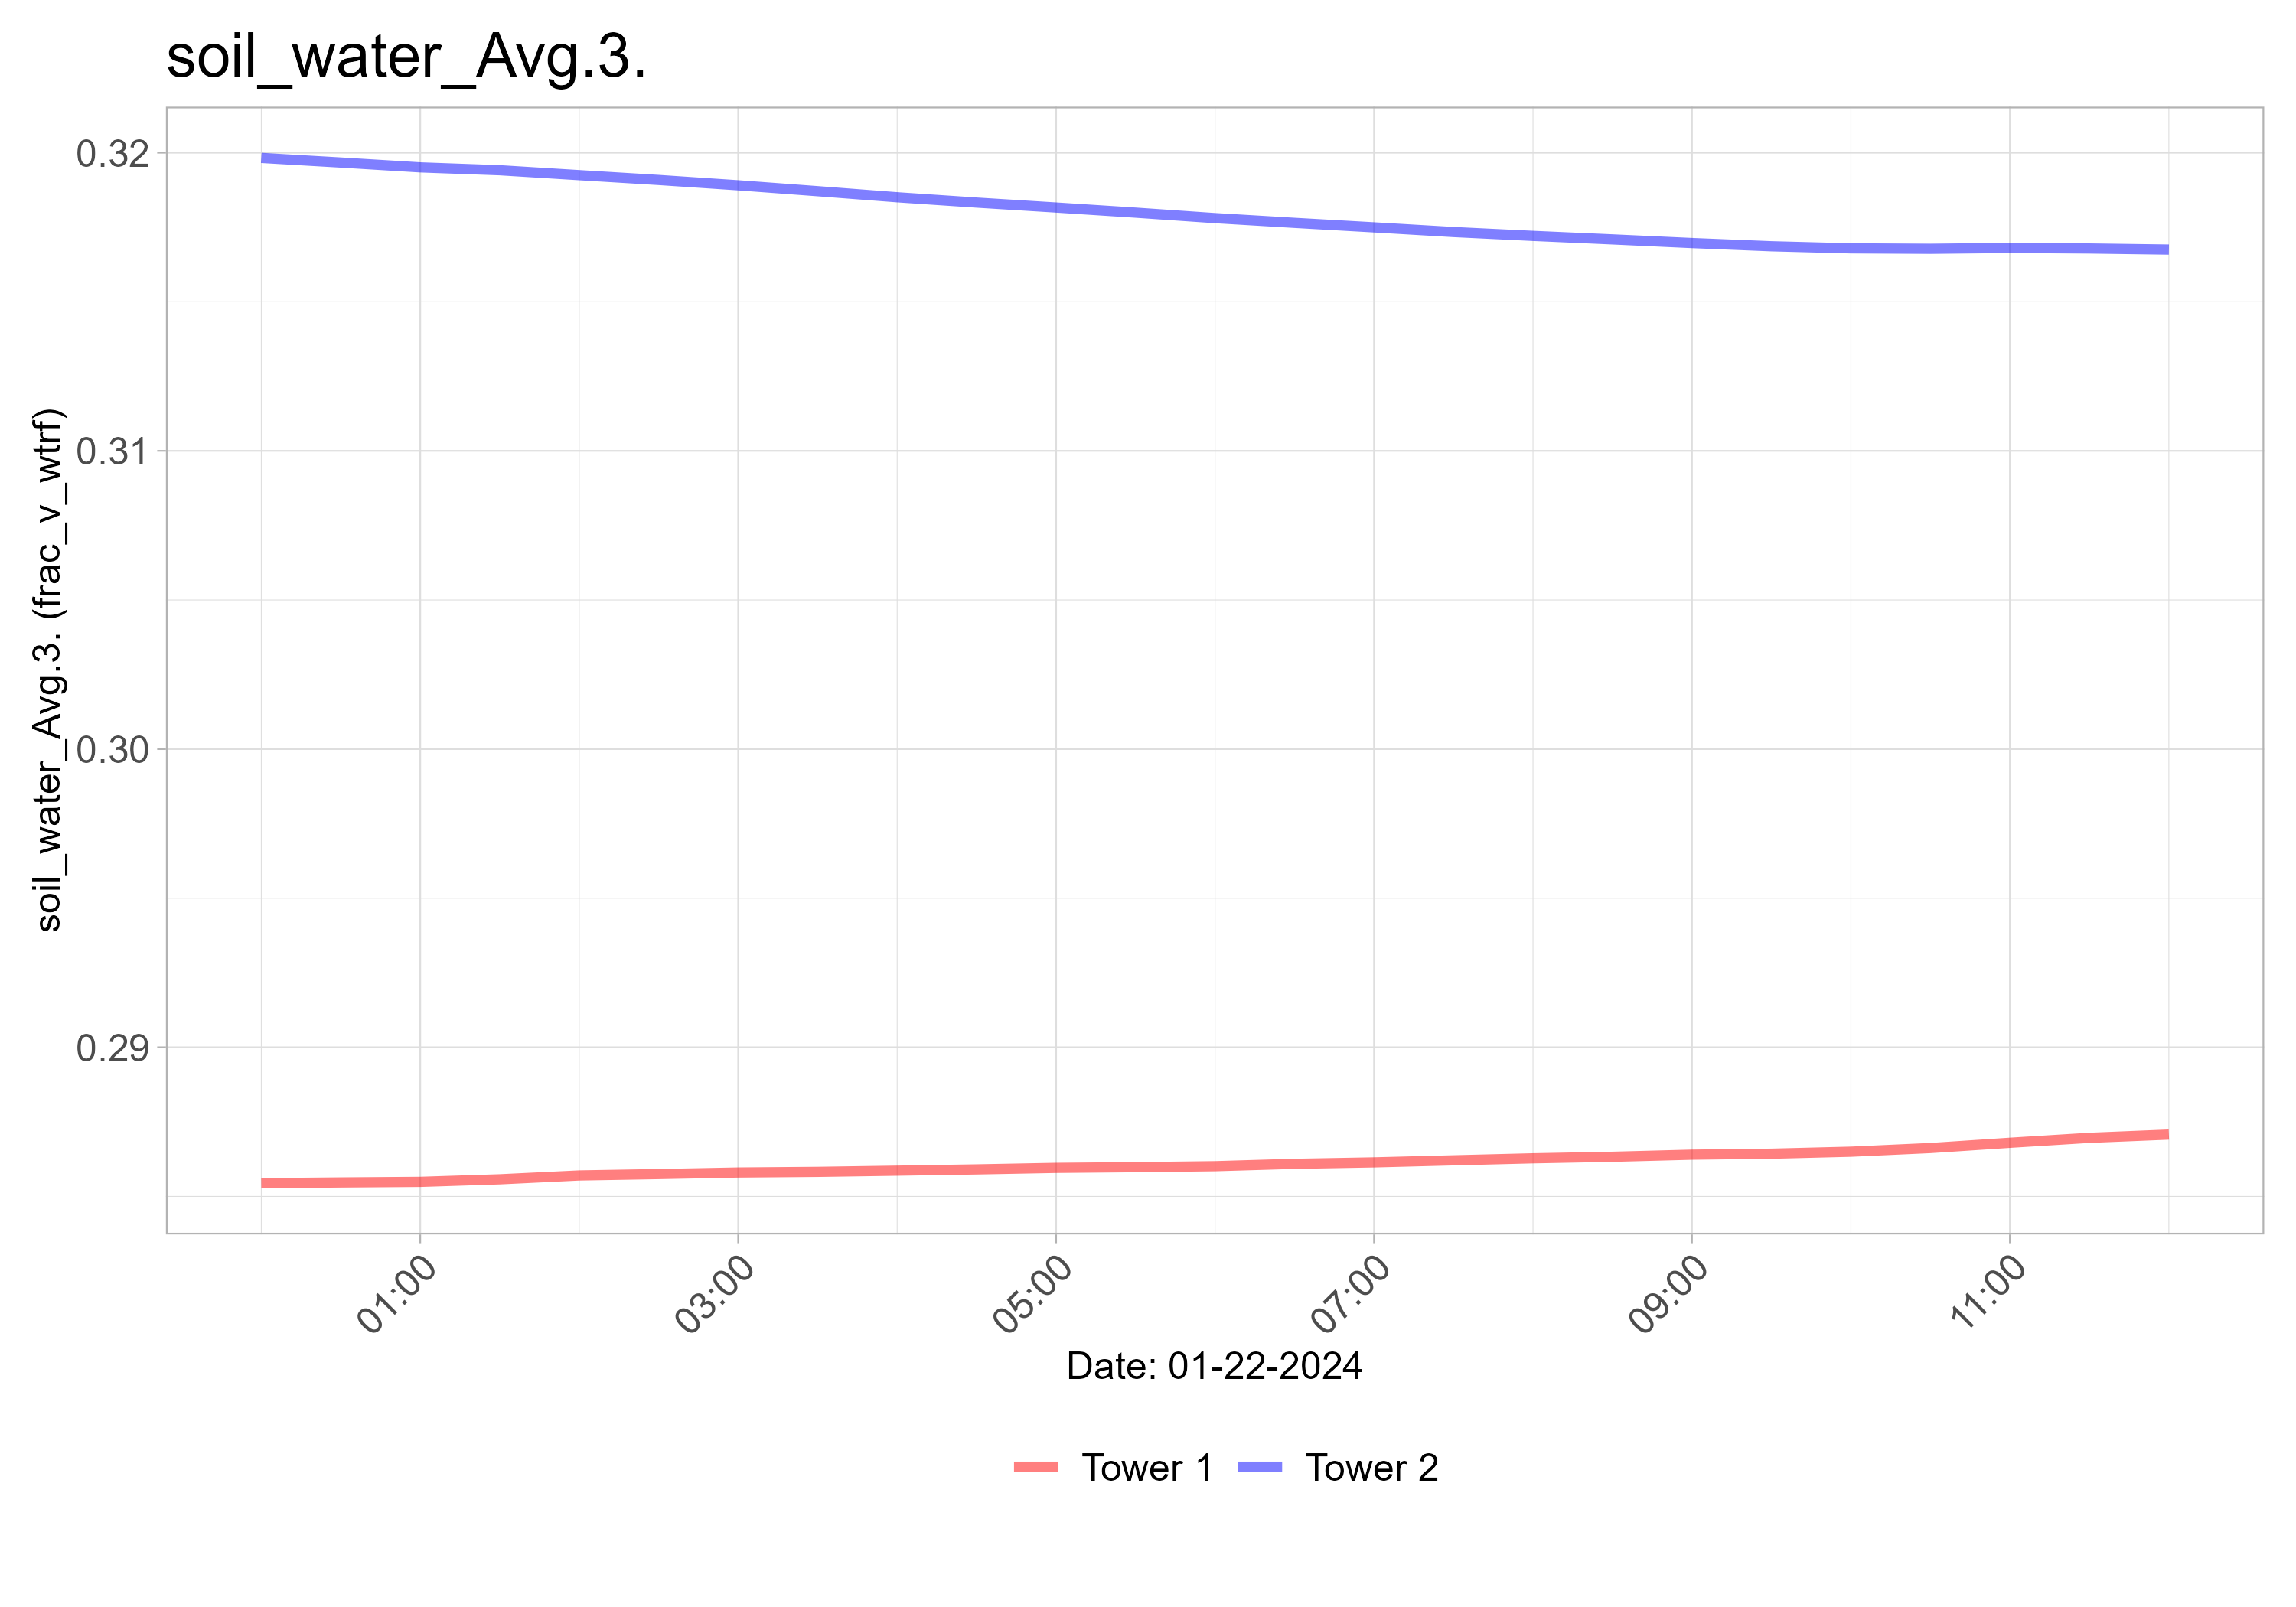 soil_water_Avg.3.
soil_water_Avg.3. (frac_v_wtrf)
0.32
0.31
0.30
0.29
01:00 03:00 05:00 07:00 09:00 11:00
Date: 01-22-2024
Tower 1 Tower 2